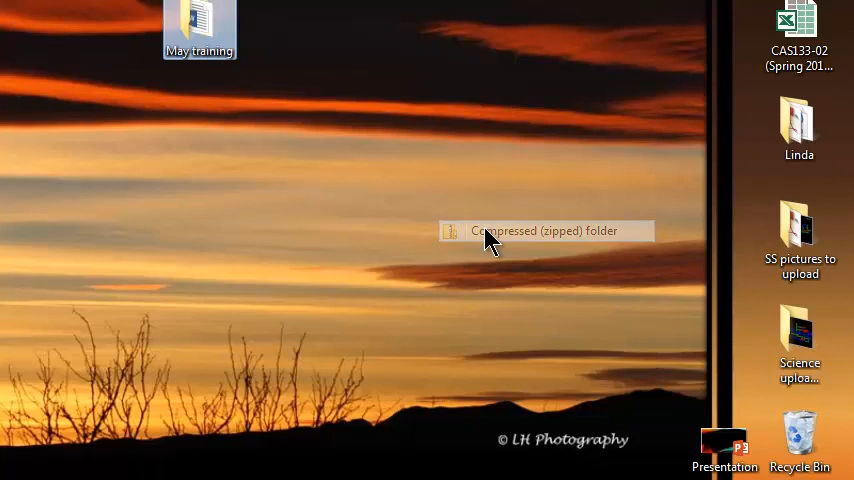 May training
CAS133-02
(Spring 201...
Linda
Compressed (zipped) folder
SS pictures to
upload
Science
uploa...
© LH Photography
Presentation
Recycle Bin